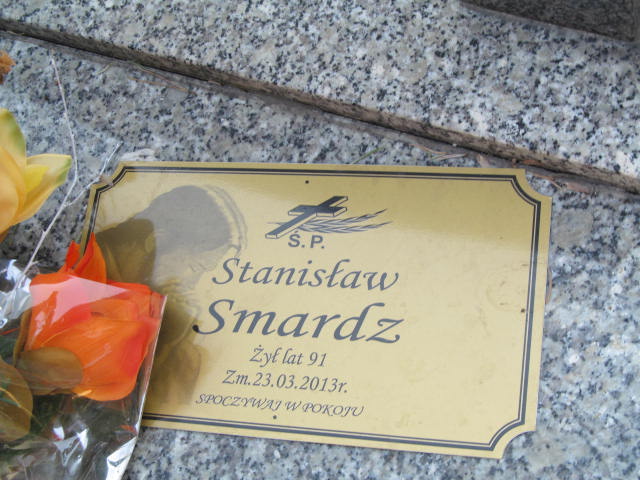 Ś.P.
Stanisław
Smardz
Żył lat 91
Zm.23.03.2013r.
SPOCZYWAJ W POKOJU